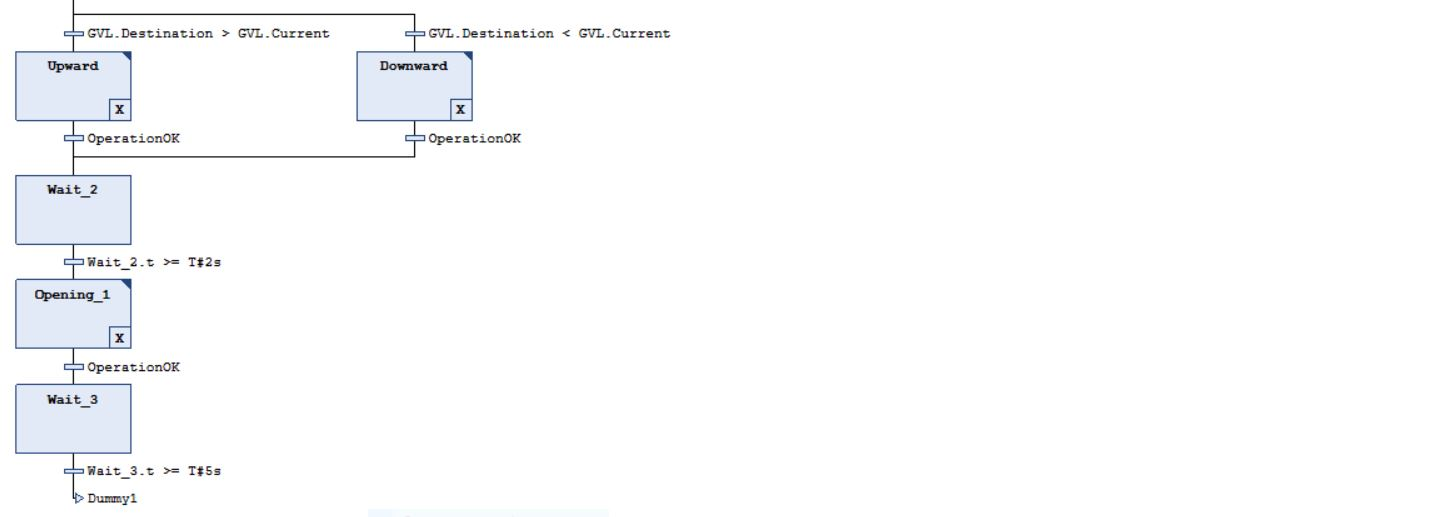 GVL.Destination > GVL.Current
GVL.Destination < GVL.Current
Upward
X
Downward
X
OperationOK
OperationOK
Wait_2
Wait_2.t >= T#2s
Opening_1
X
OperationOK
Wait_3
Wait_3.t >= T#5s
Dummy1